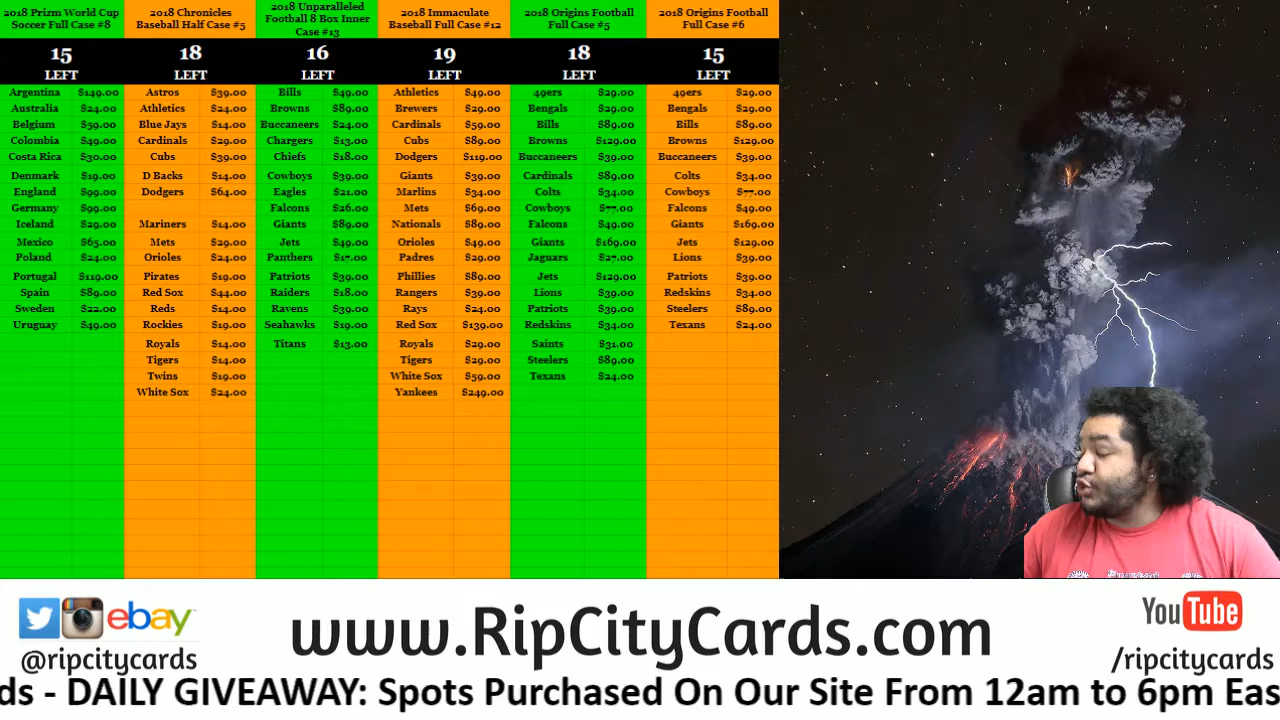 2018 Prizm World Cup
Soccer Full Case #8
15
LEFT
Argentina $149.00
Australia $24.00
Belgium $59.00
Colombia $49.00
Costa Rica $30.00
Denmark $19.00
England $99.00
Germany $99.00
Iceland $29.00
Mexico $65.00
Poland $24.00
Portugal $119.00
Spain $89.00
Sweden $22.00
Uruguay $49.00
2018 Chronicles
Baseball Half Case #5
18
LEFT
Astros $39.00
Athletics $24.00
Blue Jays $14.00
Cardinals $29.00
Cubs $39.00
D Backs $14.00
Dodgers $64.00
Mariners $14.00
Mets $29.00
Orioles $24.00
Pirates $19.00
Red Sox $44.00
Reds $14.00
Rockies $19.00
Royals $14.00
Tigers $14.00
Twins $19.00
White Sox $24.00
2018 Unparalleled
Football 8 Box Inner
Case #13
16
LEFT
Bills $49.00
Browns $89.00
Buccaneers $24.00
Chargers $13.00
Chiefs $18.00
Cowboys $39.00
Eagles $21.00
Falcons $26.00
Giants $89.00
Jets $49.00
Panthers $17.00
Patriots $39.00
Raiders $18.00
Ravens $39.00
Seahawks $19.00
Titans $13.00
2018 Immaculate
Baseball Full Case #12
19
LEFT
Athletics $49.00
Brewers $29.00
Cardinals $59.00
Cubs $89.00
Dodgers $119.00
Giants $39.00
Marlins $34.00
Mets $69.00
Nationals $89.00
Orioles $49.00
Padres $29.00
Phillies $89.00
Rangers $39.00
Rays $24.00
Red Sox $139.00
Royals $29.00
Tigers $29.00
White Sox $59.00
Yankees $249.00
2018 Origins Football
Full Case #5
18
LEFT
49ers $29.00
Bengals $29.00
Bills $89.00
Browns $129.00
Buccaneers $39.00
Cardinals $89.00
Colts $34.00
Cowboys $77.00
Falcons $49.00
Giants $169.00
Jaguars $27.00
Jets $129.00
Lions $39.00
Patriots $39.00
Redskins $34.00
Saints $31.00
Steelers $89.00
Texans $24.00
2018 Origins Football
Full Case #6
15
LEFT
49ers $29.00
Bengals $29.00
Bills $89.00
Browns $129.00
Buccaneers $39.00
Colts $34.00
Cowboys $77.00
Falcons $49.00
Giants $169.00
Jets $129.00
Lions $39.00
Patriots $39.00
Redskins $34.00
Steelers $89.00
Texans $24.00
ebay
@ripcitycards
www.RipCityCards.com
YouTube
/ripcitycards
ds - DAILY GIVEAWAY: Spots Purchased On Our Site From 12am to 6pm Eas